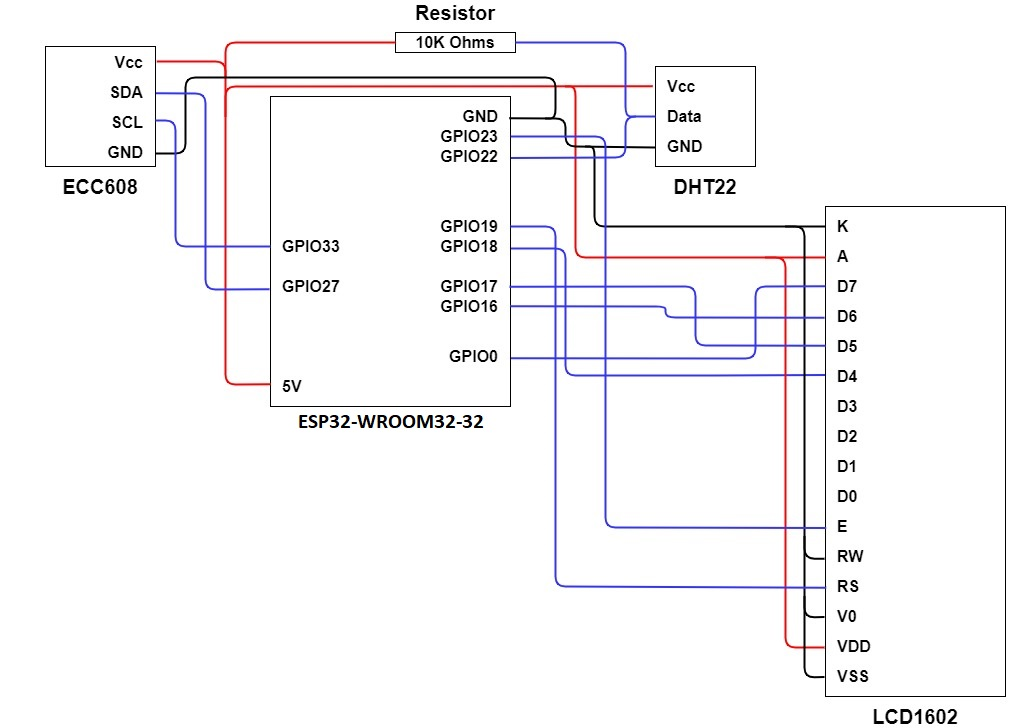 Resistor
10K Ohms
Vcc
SDA
SCL
GND
ECC608
GND
GPIO23
GPIO22
GPIO19
GPIO18
GPIO17
GPIO16
GPIO0
GPIO33
GPIO27
5V
ESP32-WROOM32-32
Vcc
Data
GND
DHT22
K
A
D7
D6
D5
D4
D3
D2
D1
D0
E
RW
RS
V0
VDD
VSS
LCD1602